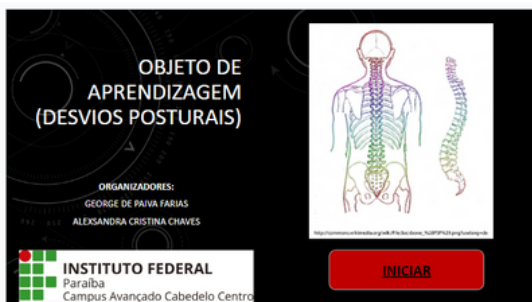 OBJETO DE
APRENDIZAGEM
(DESVIOS POSTURAIS)
ORGANIZADORES:
GEORGE DE PAIVA FARIAS
ALEXSANDRA CRISTINA CHAVES
INSTITUTO FEDERAL
Paraíba
Campus Avançado Cabedelo Centro
INICIAR